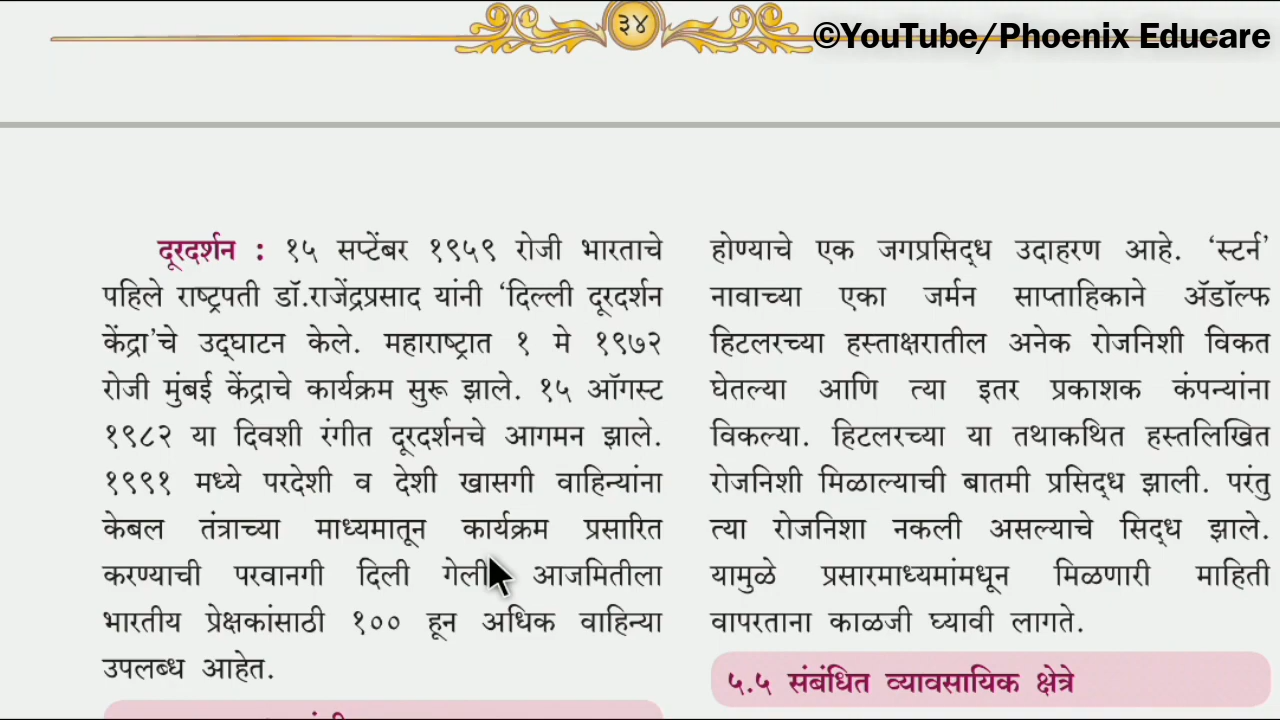 ३४
©YouTube/Phoenix Educare
दूरदर्शन : १५ सप्टेंबर १९५९ रोजी भारताचे
पहिले राष्ट्रपती डॉ.राजेंद्रप्रसाद यांनी ‘दिल्ली दूरदर्शन
केंद्रा’चे उद्घाटन केले. महाराष्ट्रात १ मे १९७२
रोजी मुंबई केंद्राचे कार्यक्रम सुरू झाले. १५ ऑगस्ट
१९८२ या दिवशी रंगीत दूरदर्शनचे आगमन झाले.
१९९१ मध्ये परदेशी व देशी खासगी वाहिन्यांना
केबल तंत्राच्या माध्यमातून कार्यक्रम प्रसारित
करण्याची परवानगी दिली गेली आजमितीला
भारतीय प्रेक्षकांसाठी १०० हून अधिक वाहिन्या
उपलब्ध आहेत.
होण्याचे एक जगप्रसिद्ध उदाहरण आहे. ‘स्टर्न’
नावाच्या एका जर्मन साप्ताहिकाने ॲडॉल्फ
हिटलरच्या हस्ताक्षरातील अनेक रोजनिशी विकत
घेतल्या आणि त्या इतर प्रकाशक कंपन्यांना
विकल्या. हिटलरच्या या तथाकथित हस्तलिखित
रोजनिशी मिळाल्याची बातमी प्रसिद्ध झाली. परंतु
त्या रोजनिशा नकली असल्याचे सिद्ध झाले.
यामुळे प्रसारमाध्यमांमधून मिळणारी माहिती
वापरताना काळजी घ्यावी लागते.
५.५ संबंधित व्यावसायिक क्षेत्रे